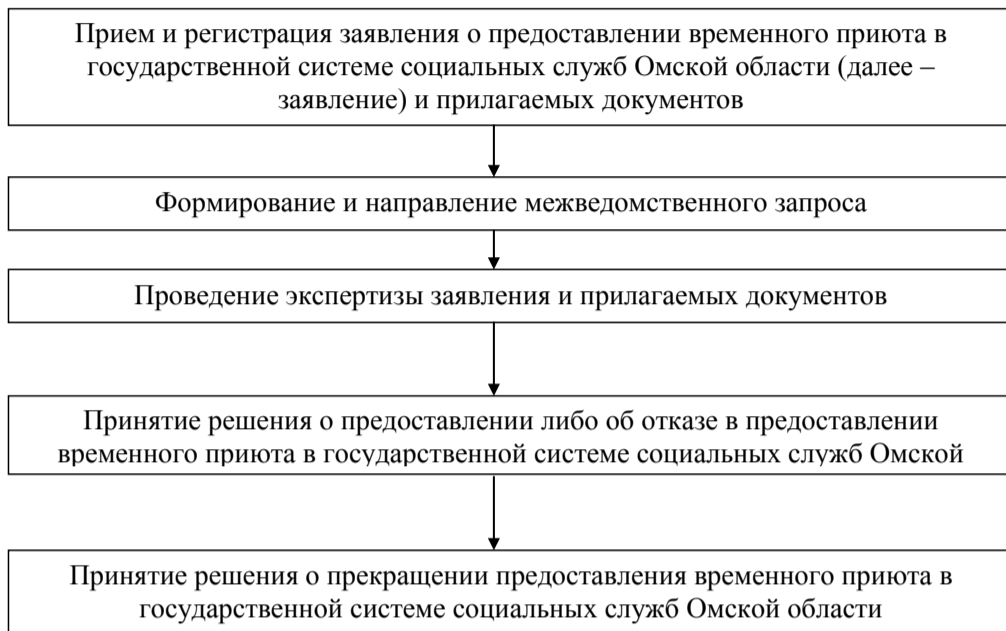 Прием и регистрация заявления о предоставлении временного приюта в
государственной системе социальных служб Омской области (далее –
заявление) и прилагаемых документов
Формирование и направление межведомственного запроса
Проведение экспертизы заявления и прилагаемых документов
Принятие решения о предоставлении либо об отказе в предоставлении
временного приюта в государственной системе социальных служб Омской
Принятие решения о прекращении предоставления временного приюта в
государственной системе социальных служб Омской области